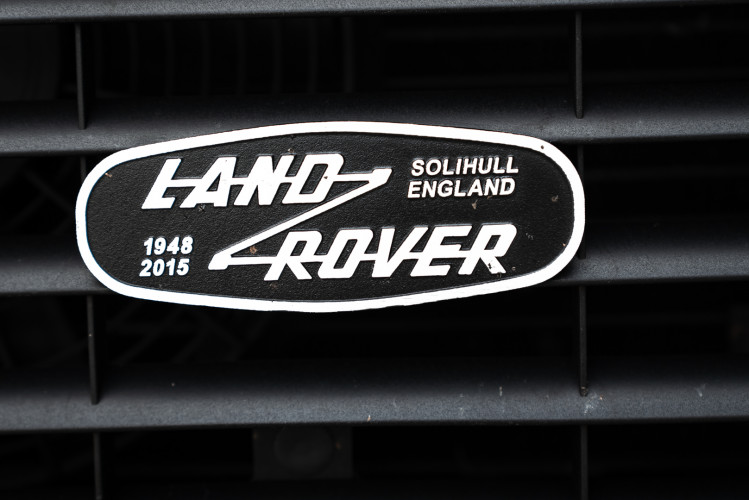 LAND
SOLIHULL
ENGLAND
1948
2015
ROVER